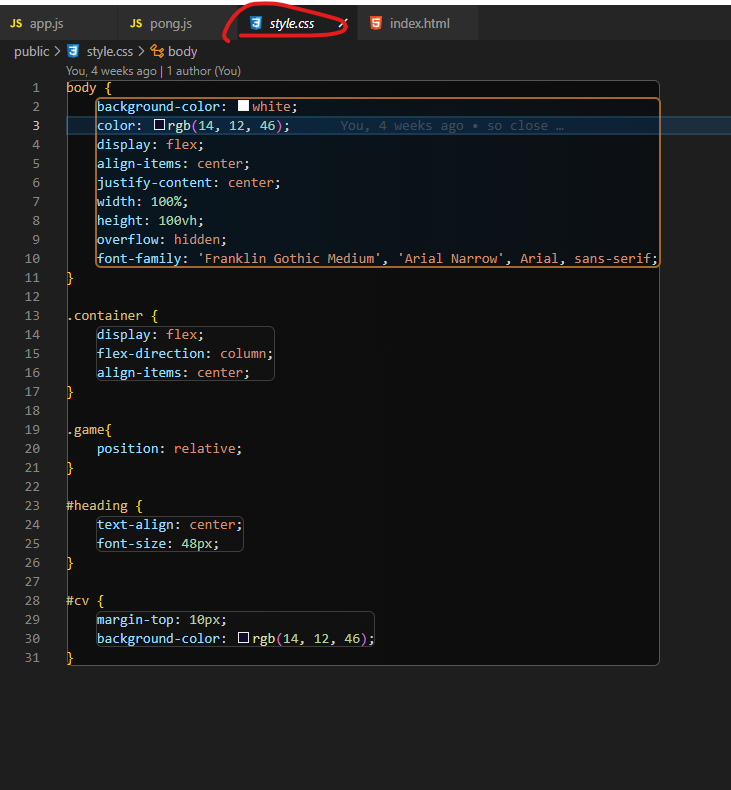 JS app.js JS pong.js style.css index.html
public > style.css > body
You, 4 weeks ago | 1 author (You)
1 body {
2 background-color: white;
3 color: rgb(14, 12, 46); You, 4 weeks ago • so close …
4 display: flex;
5 align-items: center;
6 justify-content: center;
7 width: 100%;
8 height: 100vh;
9 overflow: hidden;
10 font-family: 'Franklin Gothic Medium', 'Arial Narrow', Arial, sans-serif;
11 }
12
13 .container {
14 display: flex;
15 flex-direction: column;
16 align-items: center;
17 }
18
19 .game{
20 position: relative;
21 }
22
23 #heading {
24 text-align: center;
25 font-size: 48px;
26 }
27
28 #cv {
29 margin-top: 10px;
30 background-color: rgb(14, 12, 46);
31 }